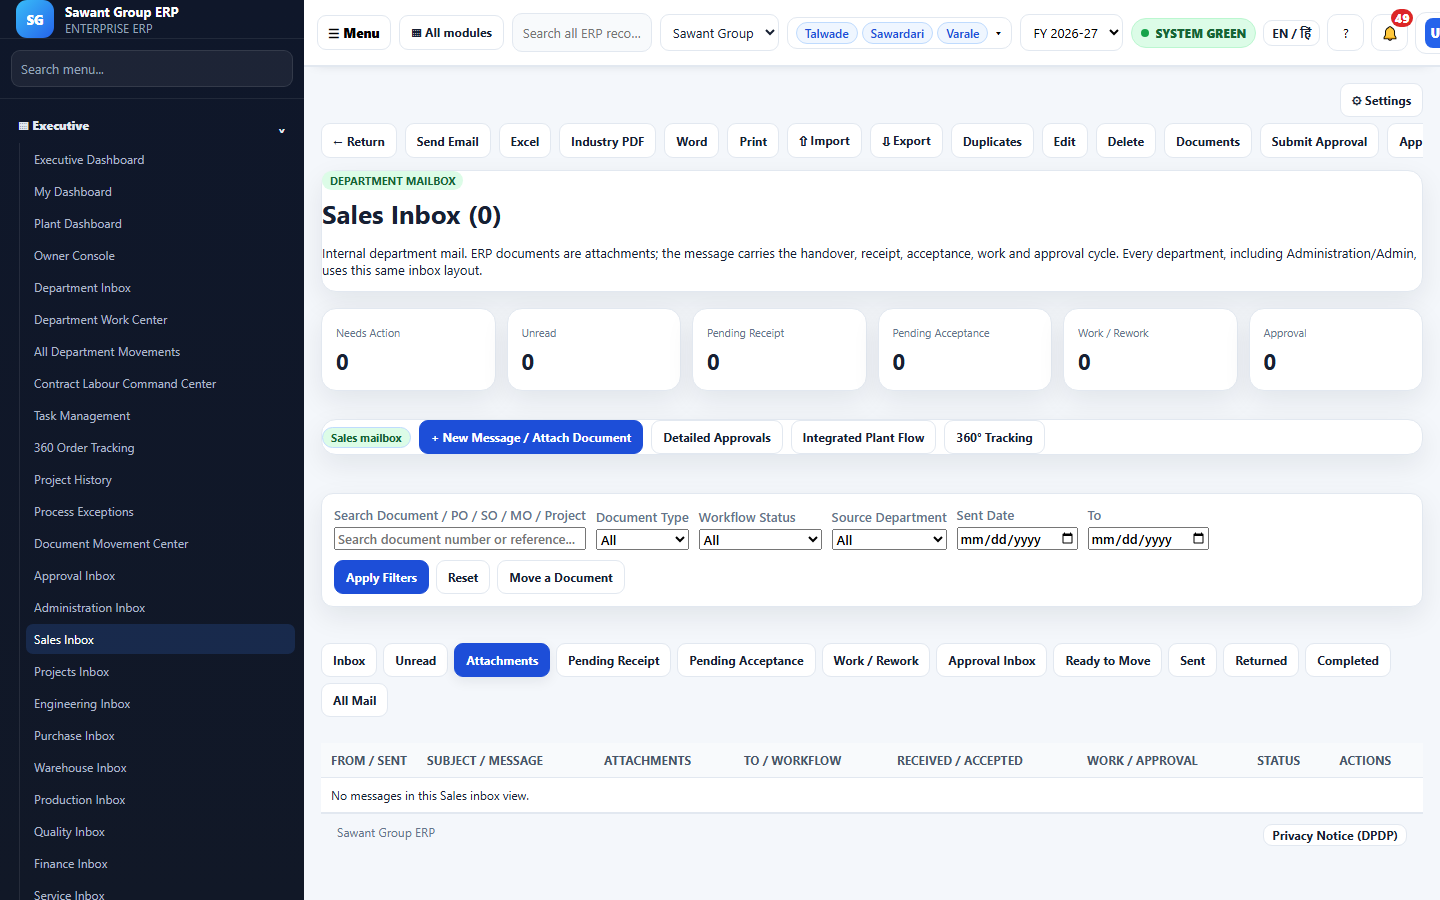 SG
Sawant Group ERP
ENTERPRISE ERP
Search menu...
Executive
Executive Dashboard
My Dashboard
Plant Dashboard
Owner Console
Department Inbox
Department Work Center
All Department Movements
Contract Labour Command Center
Task Management
360 Order Tracking
Project History
Process Exceptions
Document Movement Center
Approval Inbox
Administration Inbox
Sales Inbox
Projects Inbox
Engineering Inbox
Purchase Inbox
Warehouse Inbox
Production Inbox
Quality Inbox
Finance Inbox
Service Inbox
☰ Menu
All modules
Search all ERP reco...
Sawant Group
Talwade
Sawardari
Varale
FY 2026-27
SYSTEM GREEN
EN / हिं
?
49
U
⚙ Settings
← Return
Send Email
Excel
Industry PDF
Word
Print
⇧ Import
⇩ Export
Duplicates
Edit
Delete
Documents
Submit Approval
App
DEPARTMENT MAILBOX
Sales Inbox (0)
Internal department mail. ERP documents are attachments; the message carries the handover, receipt, acceptance, work and approval cycle. Every department, including Administration/Admin,
uses this same inbox layout.
Needs Action
0
Unread
0
Pending Receipt
0
Pending Acceptance
0
Work / Rework
0
Approval
0
Sales mailbox
+ New Message / Attach Document
Detailed Approvals
Integrated Plant Flow
360° Tracking
Search Document / PO / SO / MO / Project
Document Type
Workflow Status
Source Department
Sent Date
To
Search document number or reference...
All
All
All
mm/dd/yyyy
mm/dd/yyyy
Apply Filters
Reset
Move a Document
Inbox
Unread
Attachments
Pending Receipt
Pending Acceptance
Work / Rework
Approval Inbox
Ready to Move
Sent
Returned
Completed
All Mail
FROM / SENT
SUBJECT / MESSAGE
ATTACHMENTS
TO / WORKFLOW
RECEIVED / ACCEPTED
WORK / APPROVAL
STATUS
ACTIONS
No messages in this Sales inbox view.
Sawant Group ERP
Privacy Notice (DPDP)